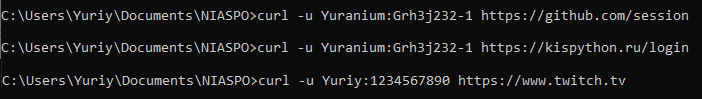 C:\Users\Yuriy\Documents\NIASPO>curl -u Yuranium:Grh3j232-1 https://github.com/session
C:\Users\Yuriy\Documents\NIASPO>curl -u Yuranium:Grh3j232-1 https://kispython.ru/login
C:\Users\Yuriy\Documents\NIASPO>curl -u Yuriy:1234567890 https://www.twitch.tv